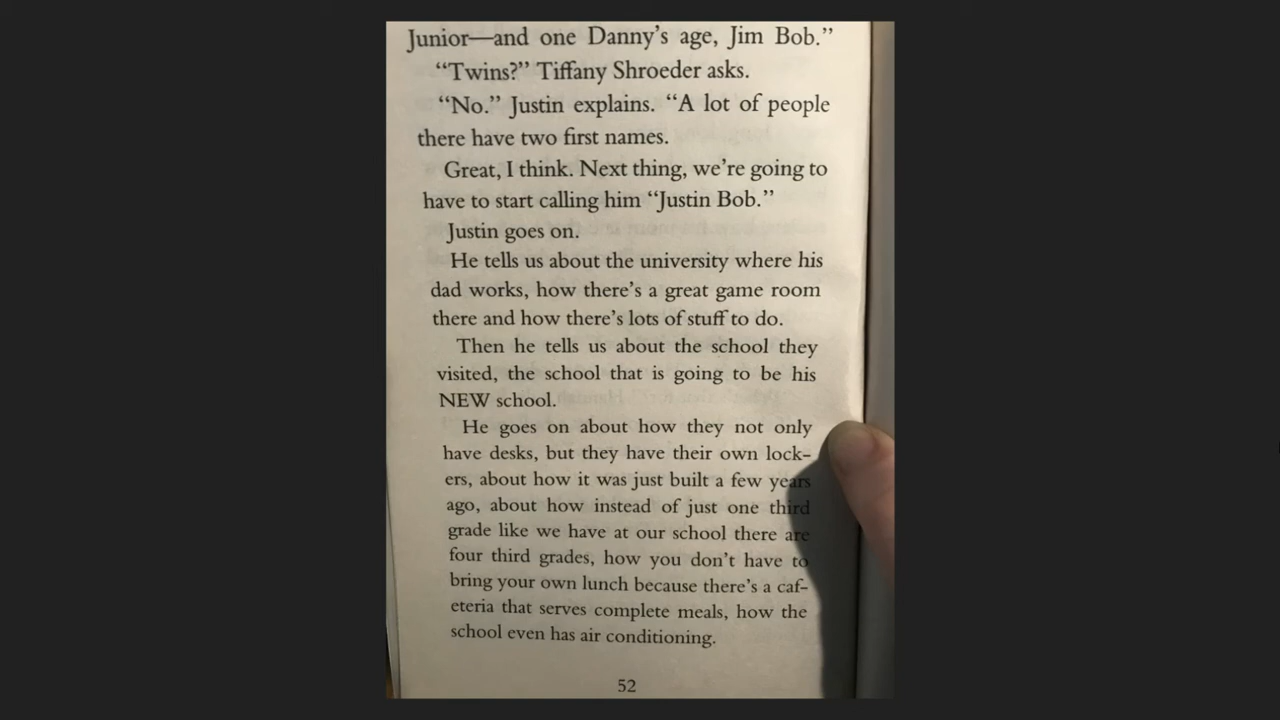 Junior—and one Danny’s age, Jim Bob.”
“Twins?” Tiffany Shroeder asks.
“No.” Justin explains. “A lot of people
there have two first names.
Great, I think. Next thing, we’re going to
have to start calling him “Justin Bob.”
Justin goes on.
He tells us about the university where his
dad works, how there’s a great game room
there and how there’s lots of stuff to do.
Then he tells us about the school they
visited, the school that is going to be his
NEW school.
He goes on about how they not only
have desks, but they have their own lock-
ers, about how it was just built a few years
ago, about how instead of just one third
grade like we have at our school there are
four third grades, how you don’t have to
bring your own lunch because there’s a caf-
eteria that serves complete meals, how the
school even has air conditioning.
52